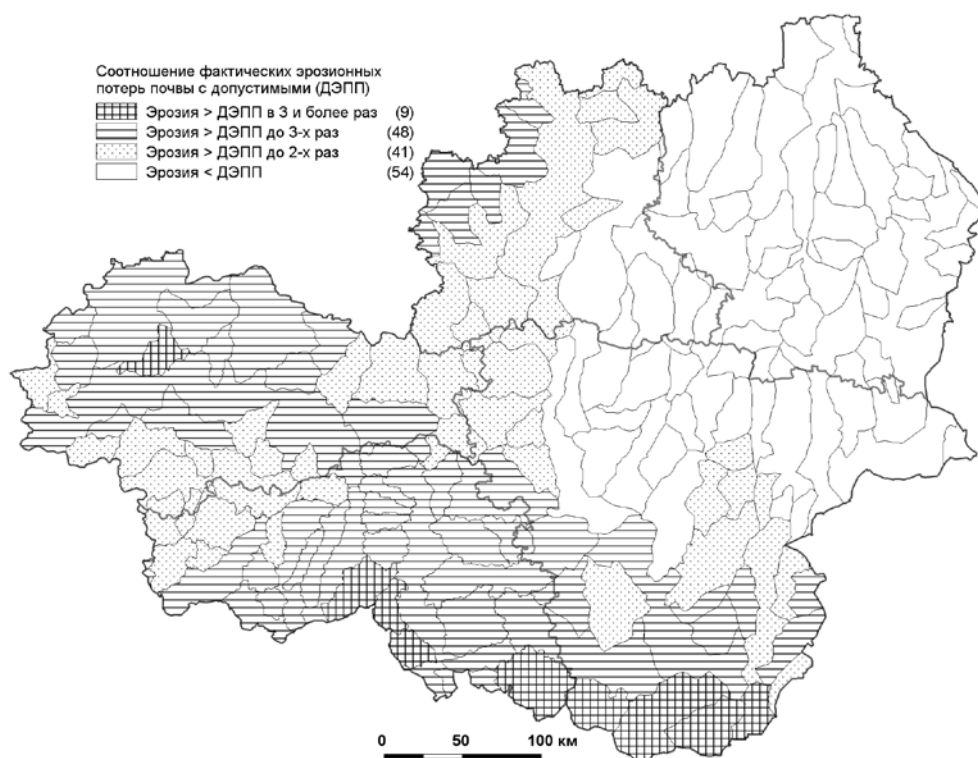 Соотношение фактических эрозионных
потерь почвы с допустимыми (ДЭПП)
Эрозия > ДЭПП в 3 и более раз (9)
Эрозия > ДЭПП до 3-х раз (48)
Эрозия > ДЭПП до 2-х раз (41)
Эрозия < ДЭПП (54)
0 50 100 км